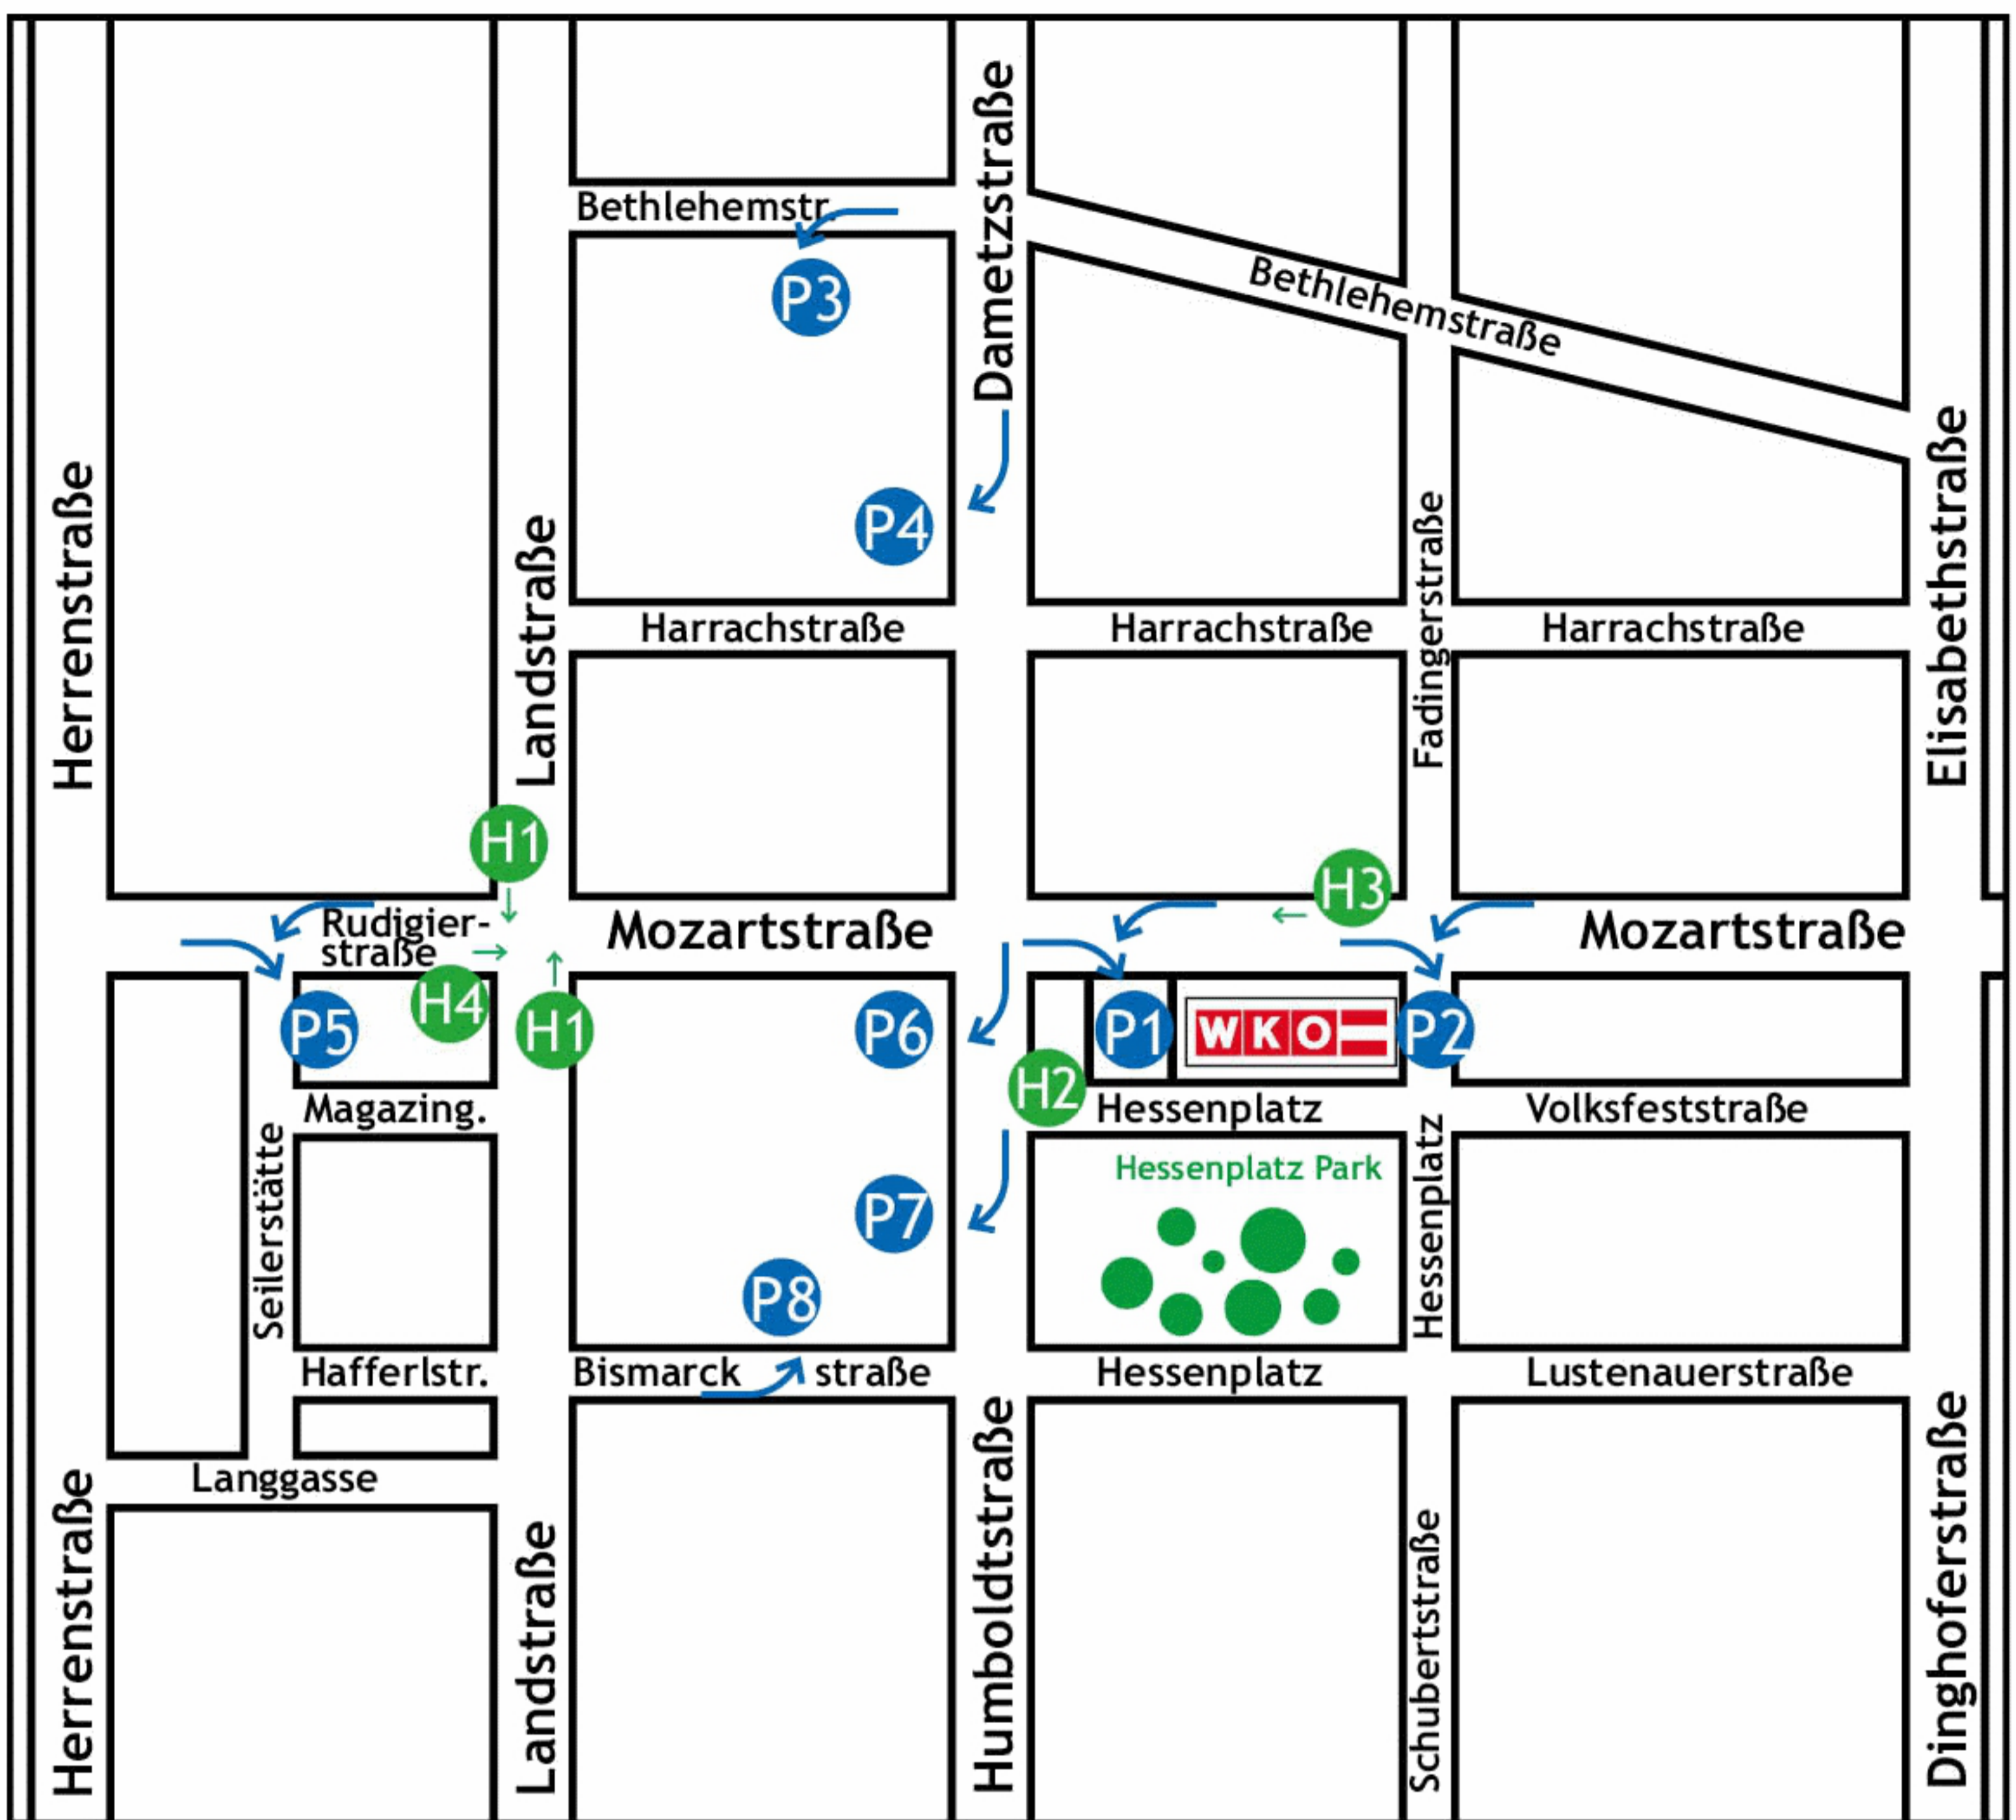 Dametzstraße
Bethlehemstr.
Bethlehemstraße
P3
Herrenstraße
Landstraße
P4
Fadingerstraße
Elisabethstraße
Harrachstraße
Harrachstraße
Harrachstraße
H1
H3
Rudigier-
straße
Mozartstraße
Mozartstraße
P5
H4
H1
P6
P1
WKO
P2
H2
Magazing.
Hessenplatz
Volksfeststraße
Seilerstätte
Hessenplatz Park
Hessenplatz
P7
P8
Hafferlstr.
Bismarck straße
Hessenplatz
Lustenauerstraße
Langgasse
Herrenstraße
Landstraße
Humboldtstraße
Schubertstraße
Dinghoferstraße